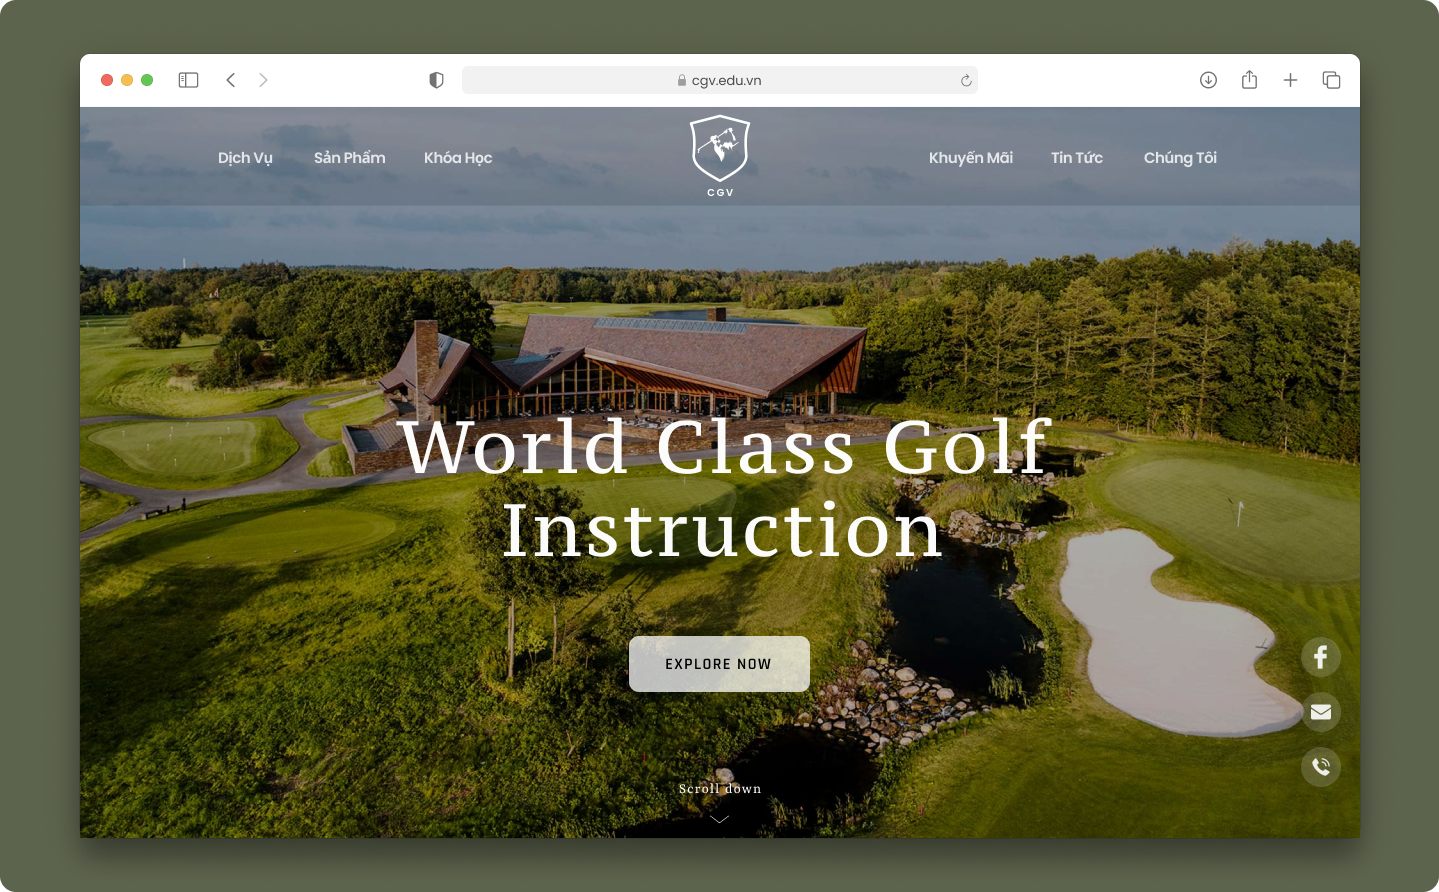 cgv.edu.vn
Dịch Vụ
Sản Phẩm
Khóa Học
CGV
Khuyến Mãi
Tin Tức
Chúng Tôi
World Class Golf
Instruction
EXPLORE NOW
Scroll down